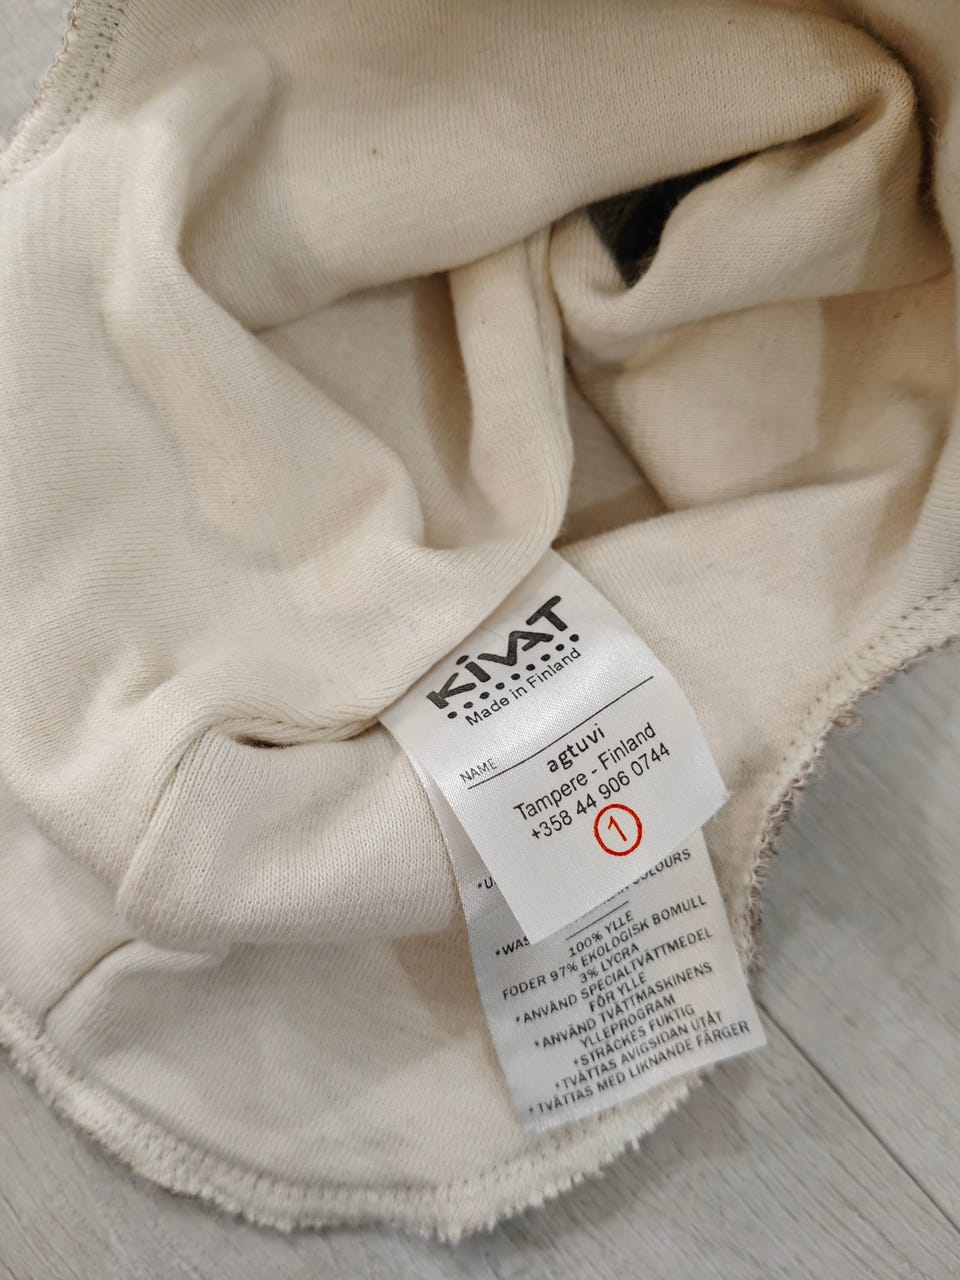 KiVAT
Made in Finland
NAME
agtuvi
Tampere - Finland
+358 44 906 0744
1
COLOURS
100% YLLE
FODER 97% EKOLOGISK BOMULL
3% LYCRA
*ANVÄND SPECIALTVÄTTMEDEL
FÖR YLLE
*ANVÄND TVÄTTMASKINENS
YLLEPROGRAM
*STRÄCKES FUKTIG
*TVÄTTAS AVIGSIDAN UTÅT
*TVÄTTAS MED LIKNANDE FÄRGER